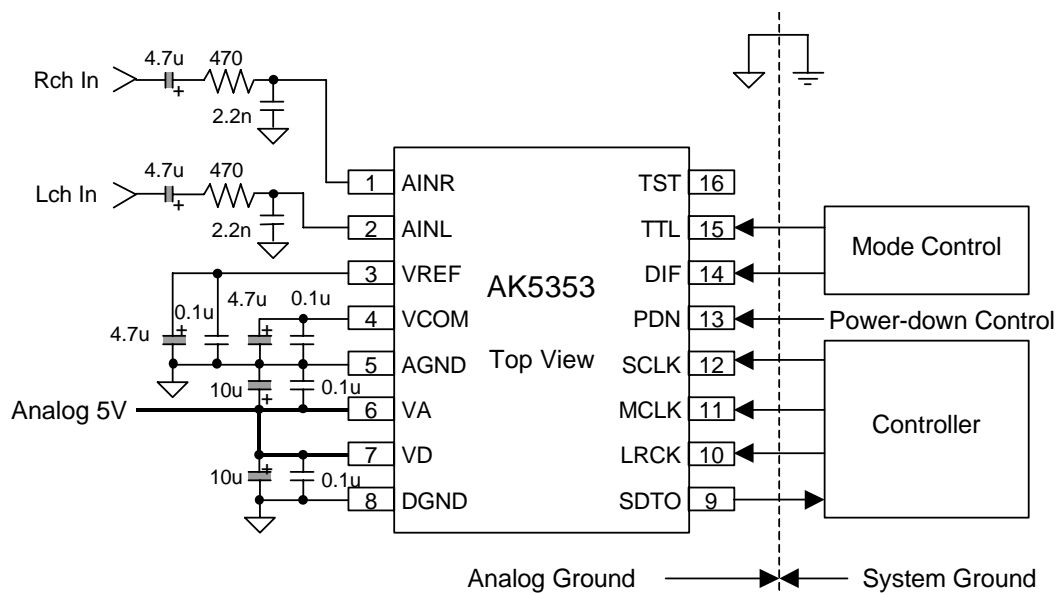 4.7u 470
Rch In
+
2.2n
4.7u 470
Lch In
+
2.2n
1 AINR
2 AINL
3 VREF
4 VCOM
5 AGND
6 VA
7 VD
8 DGND
AK5353
Top View
TST 16
TTL 15
DIF 14
PDN 13
SCLK 12
MCLK 11
LRCK 10
SDTO 9
0.1u 4.7u 0.1u
4.7u + +
10u + 0.1u
Analog 5V
10u + 0.1u
Mode Control
Power-down Control
Controller
Analog Ground
System Ground